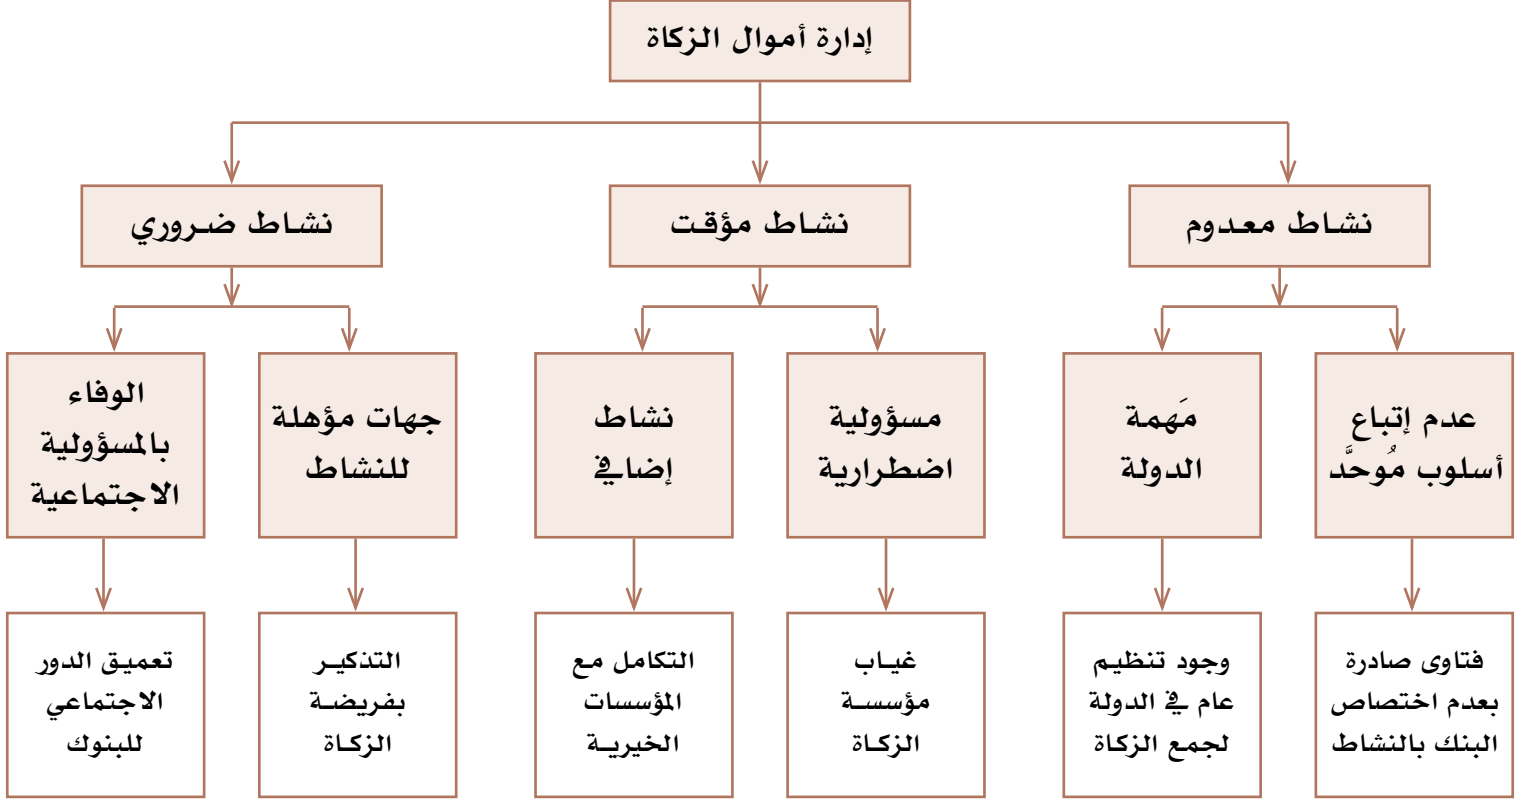 إدارة أموال الزكاة
نشاط معدوم
نشاط مؤقت
نشاط ضروري
عدم إتباع
أسلوب مُوحَّد
مَهمة
الدولة
مسؤولية
اضطرارية
نشاط
إضافي
جهات مؤهلة
للنشاط
الوفاء
بالمسؤولية
الاجتماعية
فتاوى صادرة
بعدم اختصاص
البنك بالنشاط
وجود تنظيم
عام في الدولة
لجمع الزكاة
غياب
مؤسسة
الزكاة
التكامل مع
المؤسسات
الخيرية
التذكير
بفريضة
الزكاة
تعميق الدور
الاجتماعي
للبنوك